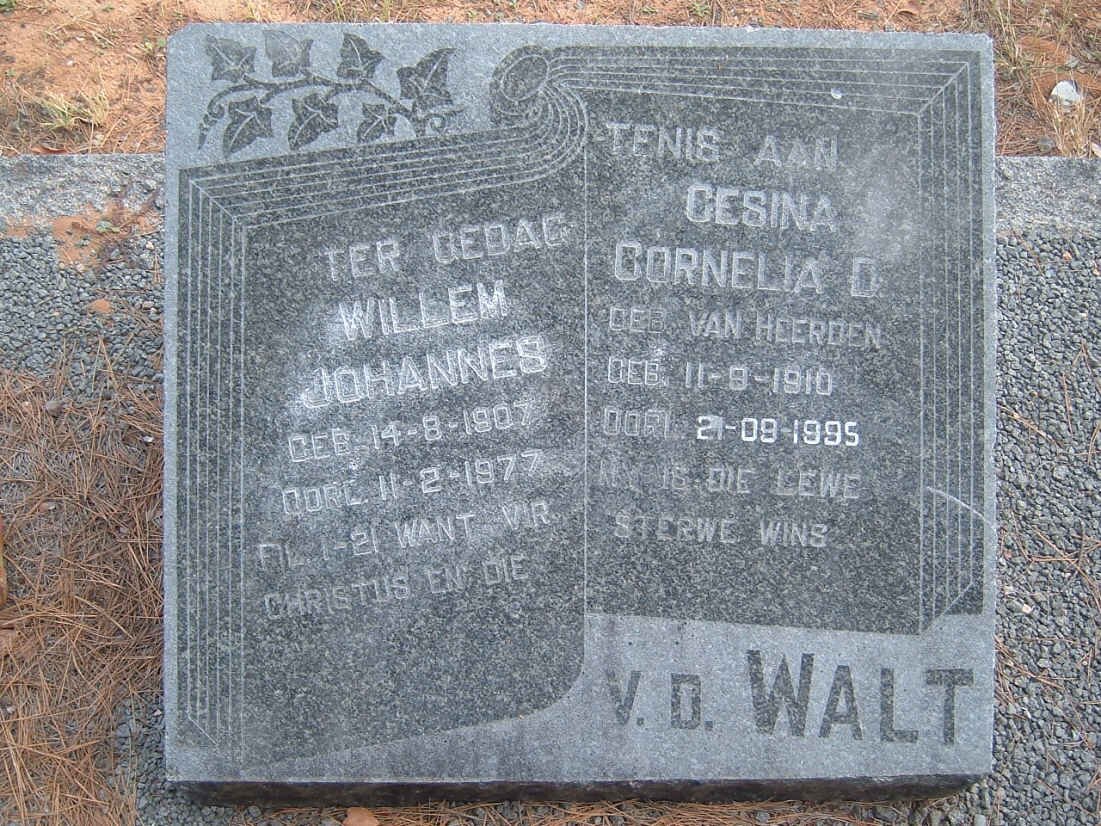 TER GEDAG
TENIS AAN
WILLEM
GESINA
JOHANNES
CORNELIA D
GEB. 14-8-1907
GEB. VAN HEERDEN
OORL. 11-2-1977
GEB. 11-9-1910
FIL. 1-21 WANT VIR
OORL. 21-09-1995
CHRISTUS EN DIE
MY IS DIE LEWE
STERWE WINS
V.D. WALT